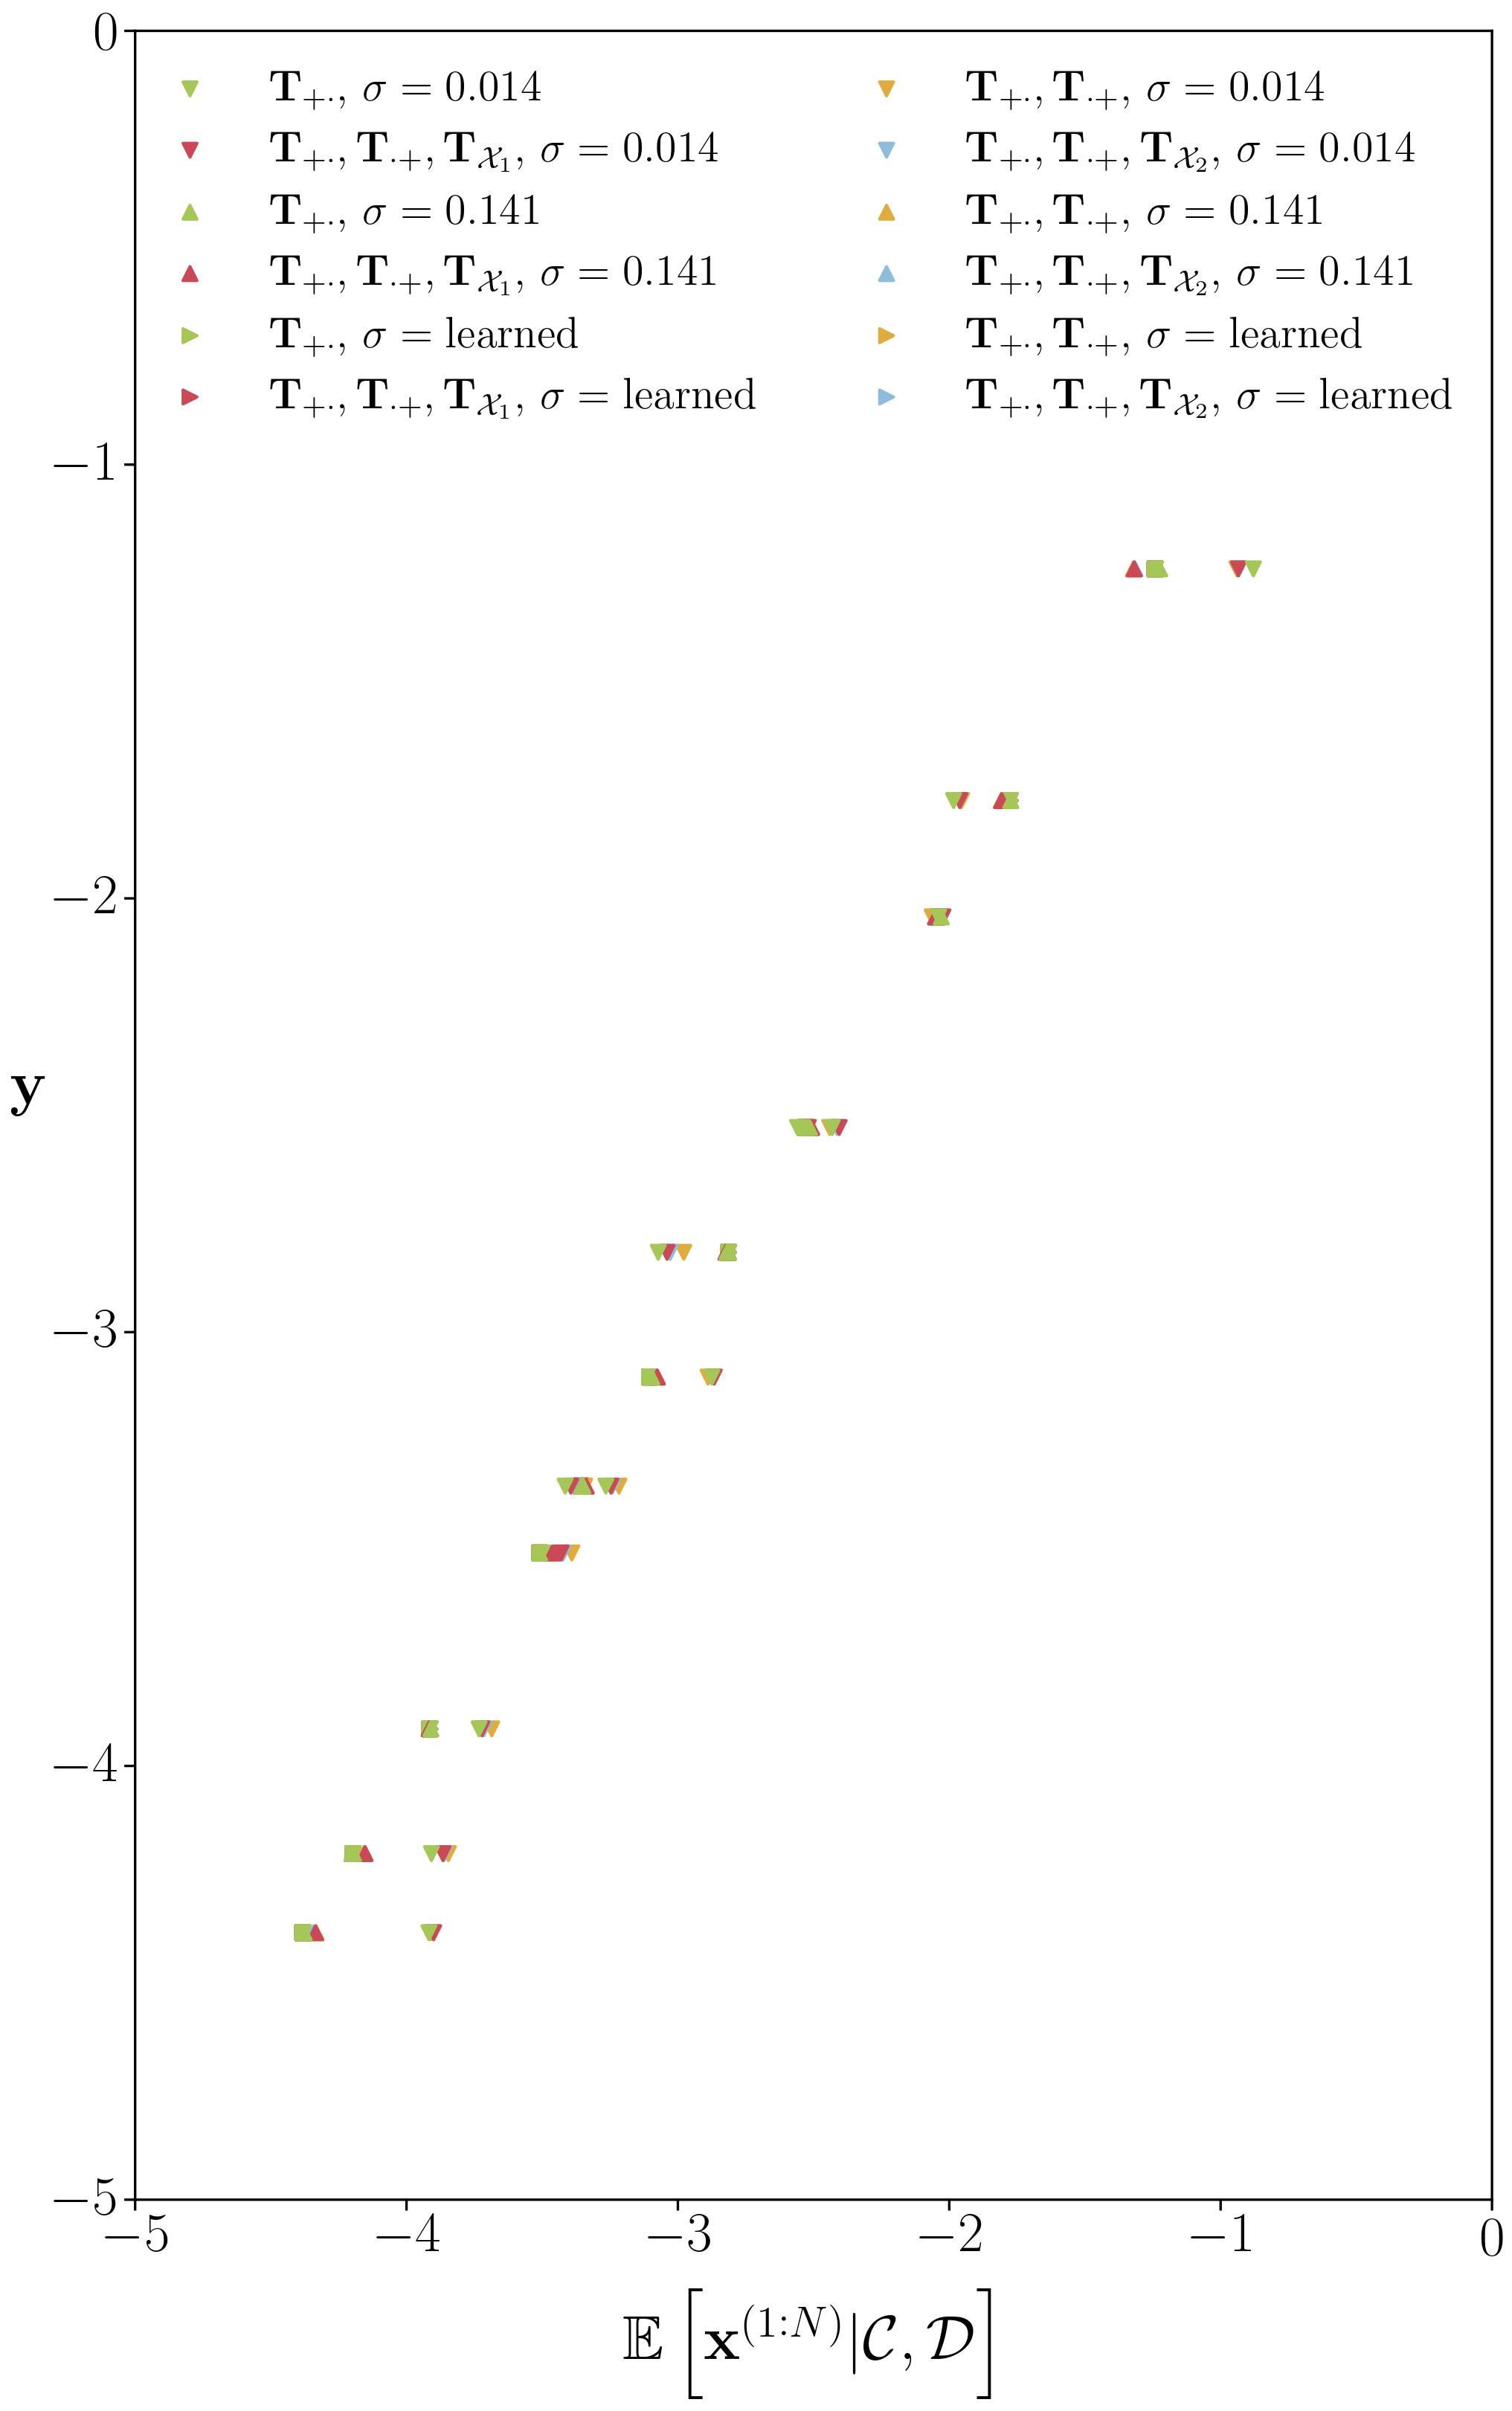 0
T₊·, σ = 0.014
T₊·, T·₊, σ = 0.014
T₊·, T·₊, T𝒳₁, σ = 0.014
T₊·, T·₊, T𝒳₂, σ = 0.014
T₊·, σ = 0.141
T₊·, T·₊, σ = 0.141
T₊·, T·₊, T𝒳₁, σ = 0.141
T₊·, T·₊, T𝒳₂, σ = 0.141
T₊·, σ = learned
T₊·, T·₊, σ = learned
T₊·, T·₊, T𝒳₁, σ = learned
T₊·, T·₊, T𝒳₂, σ = learned
−1
−2
y
−3
−4
−5
−5 −4 −3 −2 −1 0
𝔼 [x^(1:N)|𝒞, 𝒟]